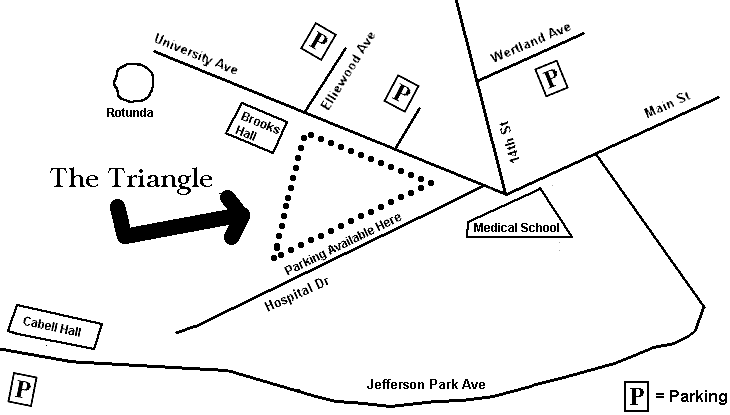 P
University Ave
Elliewood Ave
Wertland Ave
P
P
Rotunda
Brooks
Hall
Main St
14th St
The Triangle
Parking Available Here
Medical School
Hospital Dr
Cabell Hall
P
Jefferson Park Ave
P = Parking